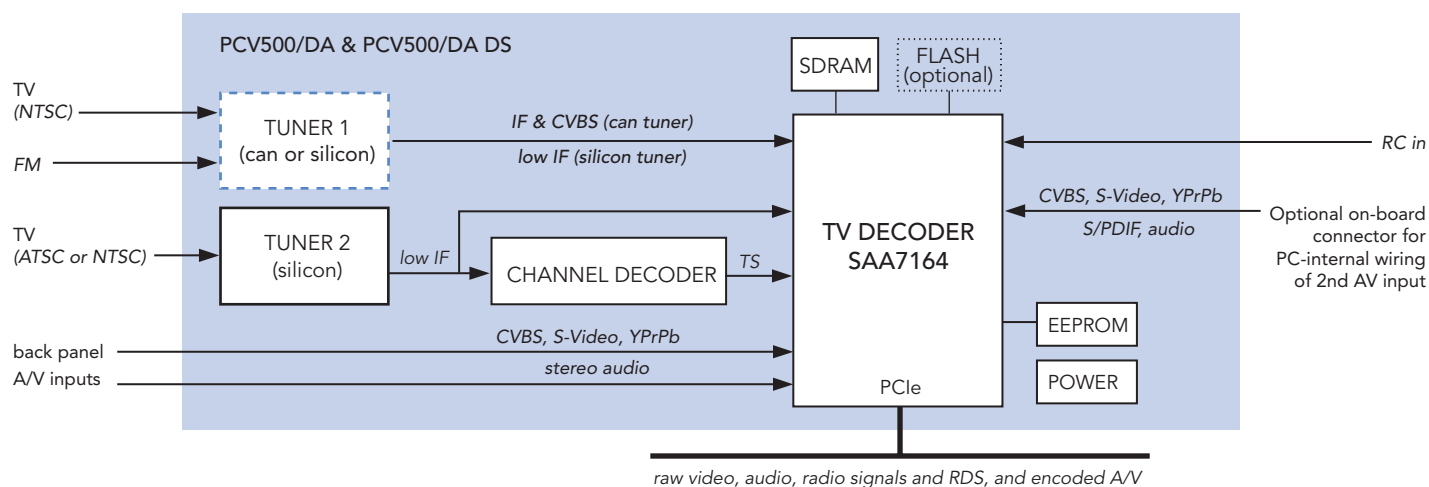 PCV500/DA & PCV500/DA DS
SDRAM
FLASH
(optional)
TV
(NTSC)
FM
TUNER 1
(can or silicon)
IF & CVBS (can tuner)
low IF (silicon tuner)
RC in
TV
(ATSC or NTSC)
TUNER 2
(silicon)
low IF
CHANNEL DECODER
TS
TV DECODER
SAA7164
CVBS, S-Video, YPrPb
S/PDIF, audio
Optional on-board
connector for
PC-internal wiring
of 2nd AV input
back panel
A/V inputs
CVBS, S-Video, YPrPb
stereo audio
EEPROM
POWER
PCIe
raw video, audio, radio signals and RDS, and encoded A/V